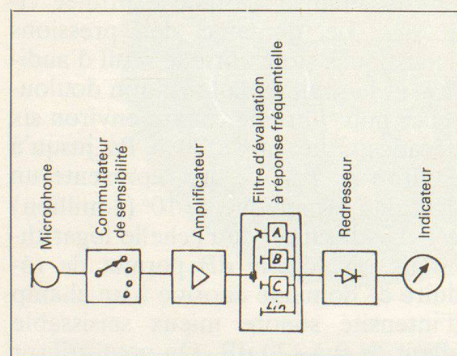 Microphone
Commutateur
de sensibilité
Amplificateur
Filtre d'évaluation
à réponse fréquentielle
A
B
C
Lin
Redresseur
Indicateur